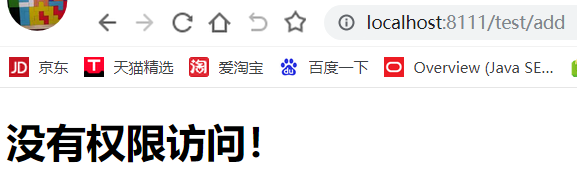 localhost:8111/test/add
JD 京东 T 天猫精选 淘 爱淘宝 du 百度一下 Overview (Java SE...
没有权限访问！